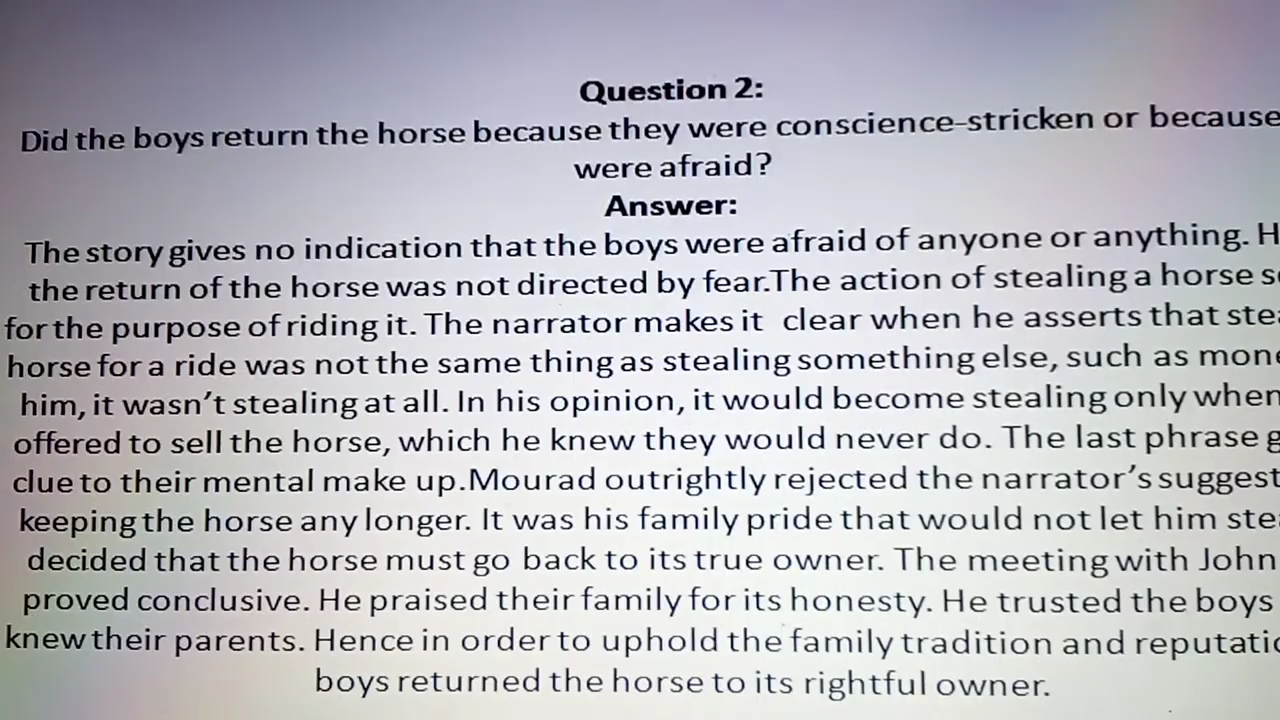 Question 2:
Did the boys return the horse because they were conscience-stricken or because
were afraid?
Answer:
The story gives no indication that the boys were afraid of anyone or anything.
the return of the horse was not directed by fear.The action of stealing a horse
for the purpose of riding it. The narrator makes it clear when he asserts that
horse for a ride was not the same thing as stealing something else, such as
him, it wasn't stealing at all. In his opinion, it would become stealing only when
offered to sell the horse, which he knew they would never do. The last phrase
clue to their mental make up.Mourad outrightly rejected the narrator's
keeping the horse any longer. It was his family pride that would not let him
decided that the horse must go back to its true owner. The meeting with John
proved conclusive. He praised their family for its honesty. He trusted the boys
knew their parents. Hence in order to uphold the family tradition and
boys returned the horse to its rightful owner.